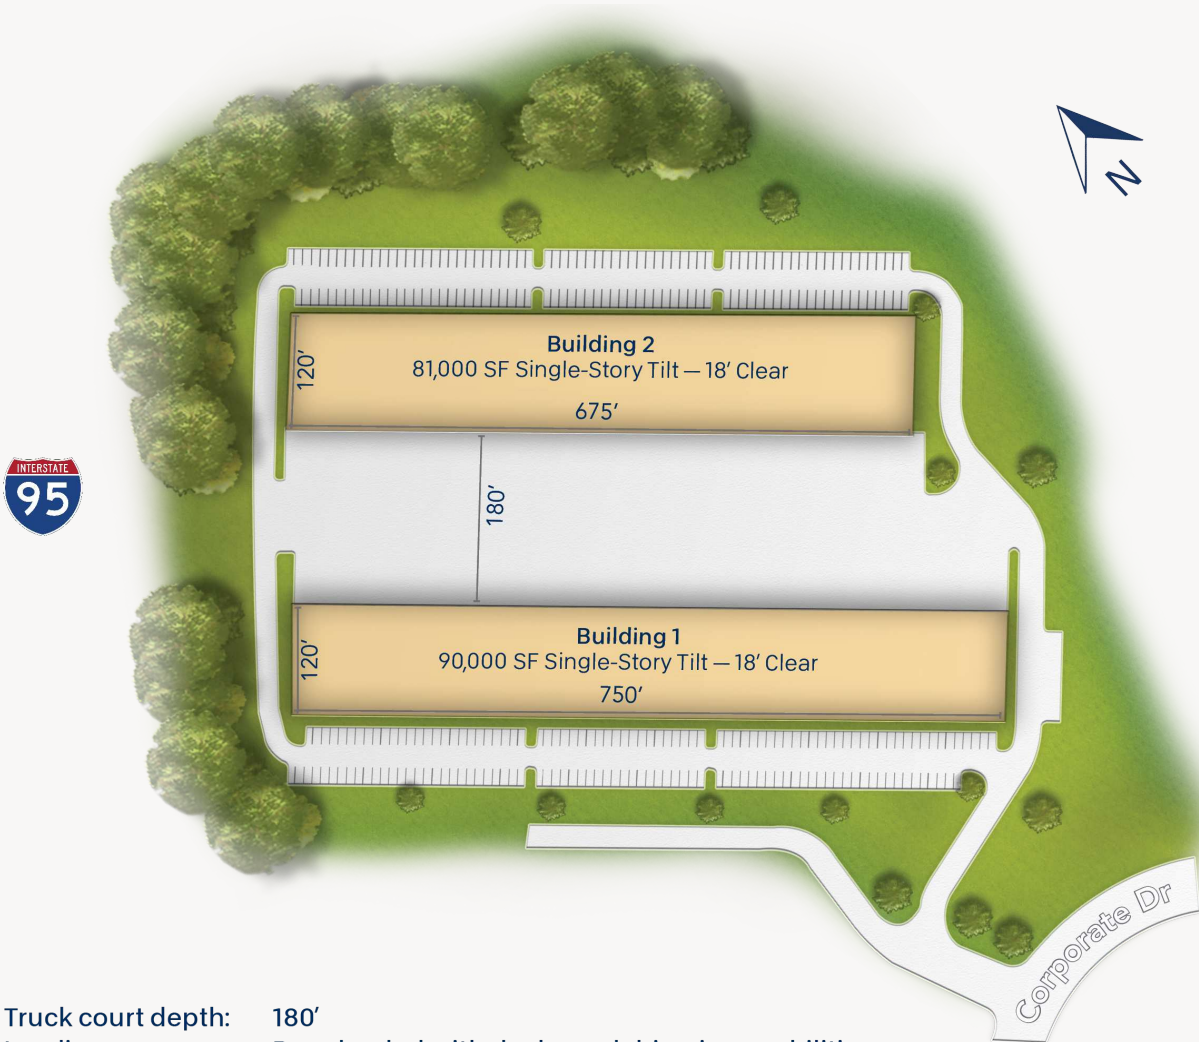 N
Building 2
81,000 SF Single-Story Tilt — 18′ Clear
120′
675′
INTERSTATE
95
180′
Building 1
90,000 SF Single-Story Tilt — 18′ Clear
120′
750′
Corporate Dr
Truck court depth: 180′